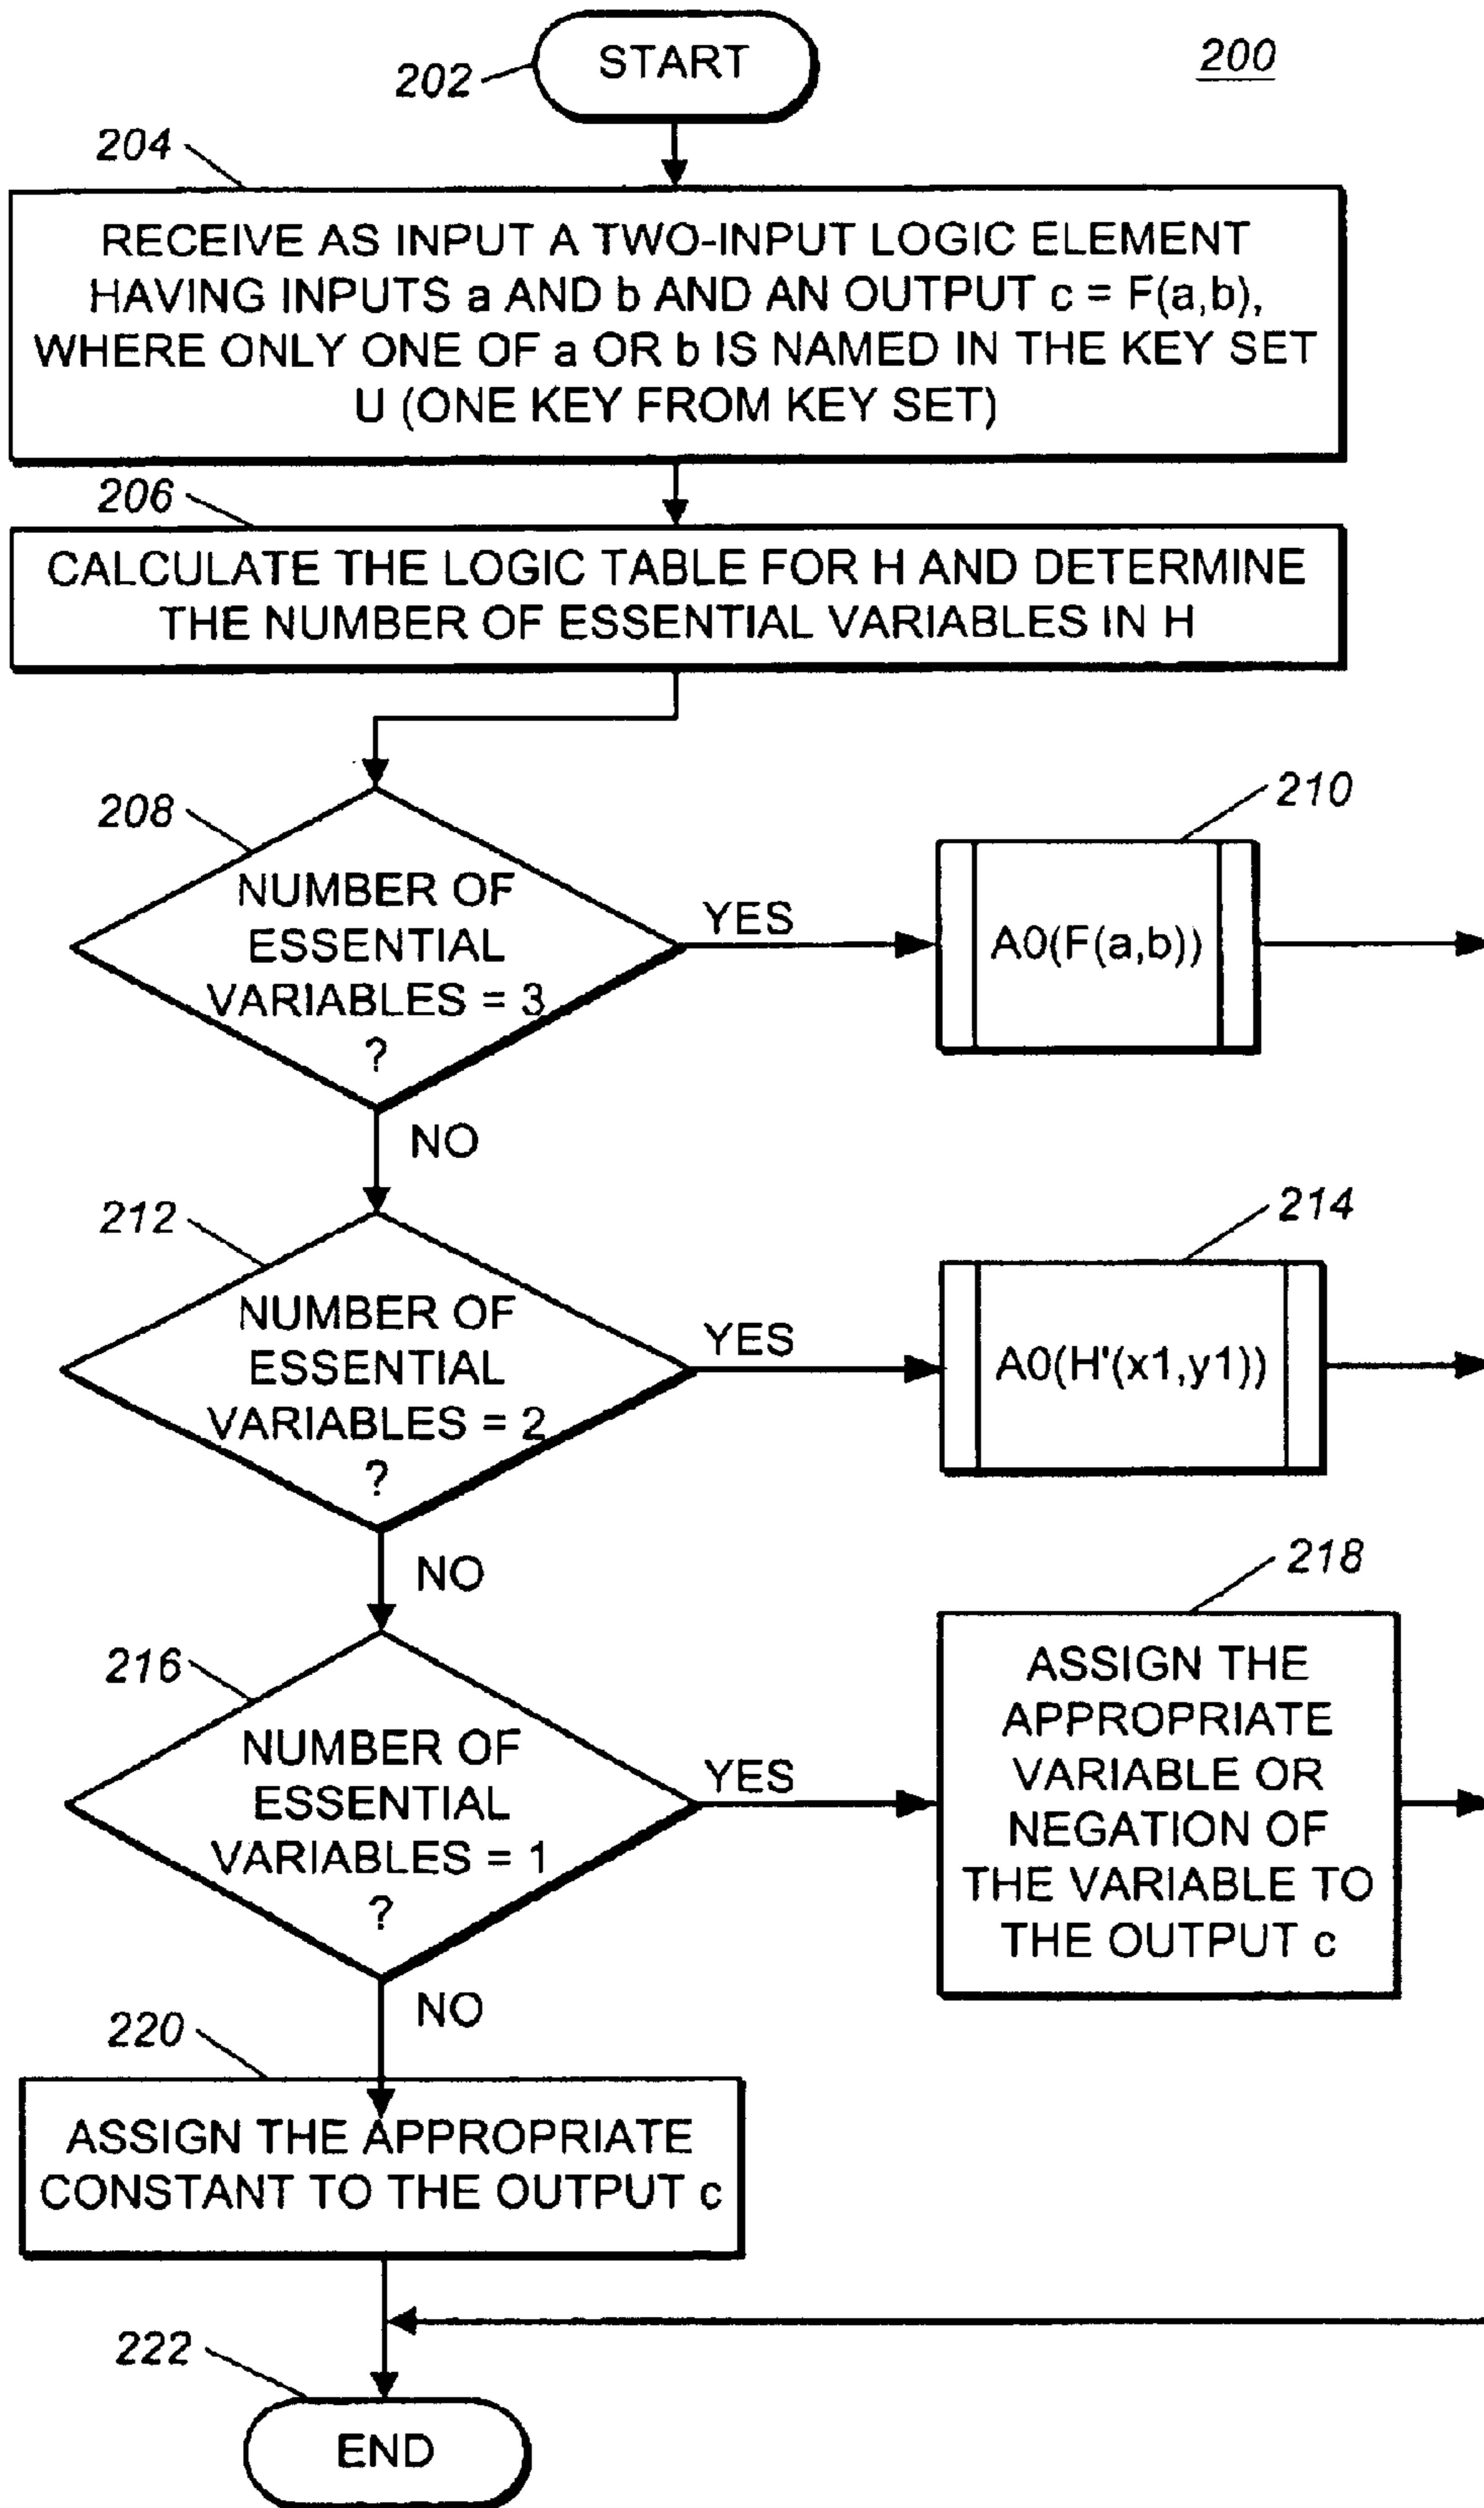 START
200
202
204
RECEIVE AS INPUT A TWO-INPUT LOGIC ELEMENT
HAVING INPUTS a AND b AND AN OUTPUT c = F(a,b),
WHERE ONLY ONE OF a OR b IS NAMED IN THE KEY SET
U (ONE KEY FROM KEY SET)
206
CALCULATE THE LOGIC TABLE FOR H AND DETERMINE
THE NUMBER OF ESSENTIAL VARIABLES IN H
208
NUMBER OF
ESSENTIAL
VARIABLES = 3
?
YES
210
A0(F(a,b))
NO
212
NUMBER OF
ESSENTIAL
VARIABLES = 2
?
YES
214
A0(H'(x1,y1))
NO
216
NUMBER OF
ESSENTIAL
VARIABLES = 1
?
YES
218
ASSIGN THE
APPROPRIATE
VARIABLE OR
NEGATION OF
THE VARIABLE TO
THE OUTPUT c
NO
220
ASSIGN THE APPROPRIATE
CONSTANT TO THE OUTPUT c
222
END